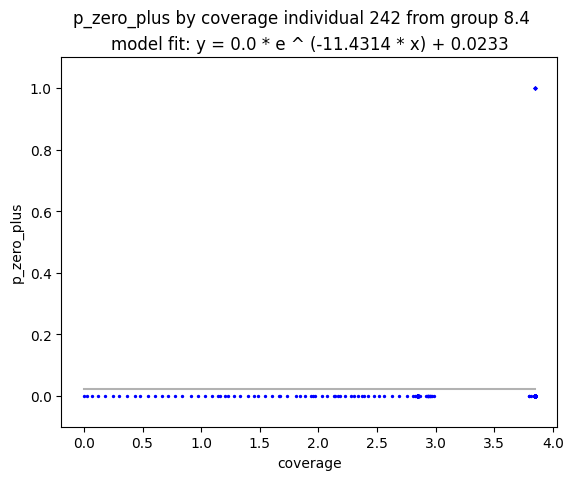 p_zero_plus by coverage individual 242 from group 8.4
model fit: y = 0.0 * e ^ (-11.4314 * x) + 0.0233
1.0
0.8
0.6
0.4
0.2
0.0
p_zero_plus
0.0 0.5 1.0 1.5 2.0 2.5 3.0 3.5 4.0
coverage